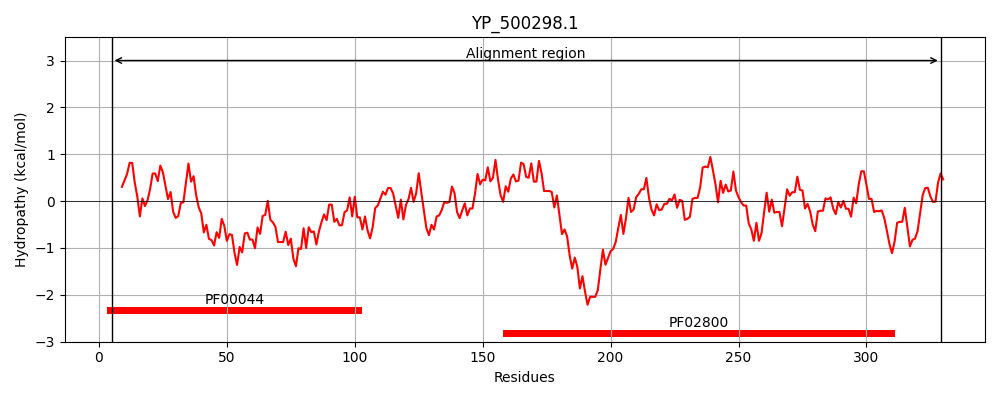 YP_500298.1
Hydropathy (kcal/mol)
3
2
1
0
−1
−2
−3
Alignment region
PF00044
PF02800
0 50 100 150 200 250 300
Residues